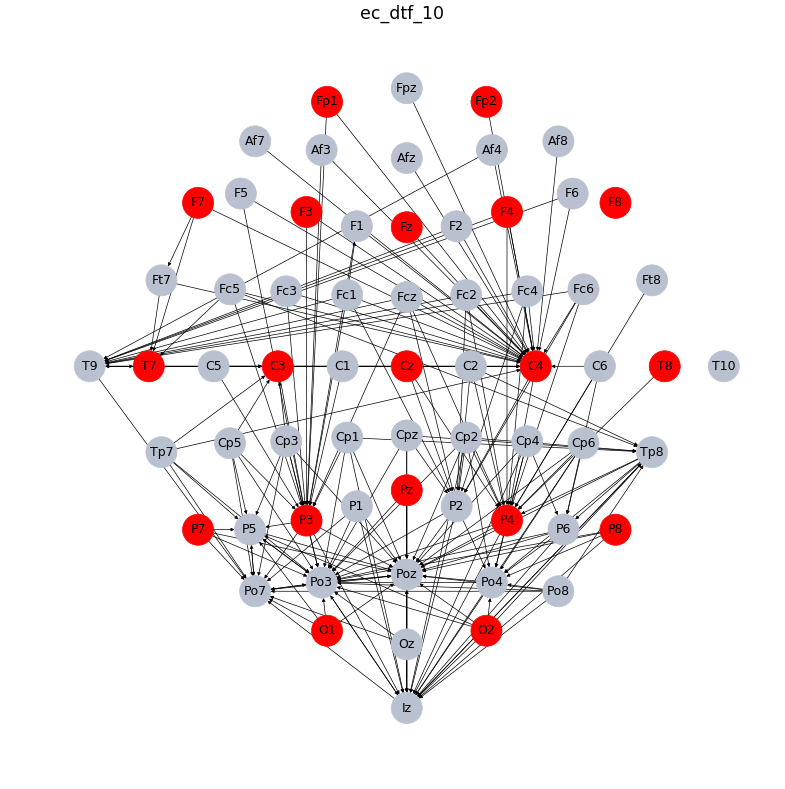 ec_dtf_10
Fpz
Fp1 Fp2
Af7 Af3 Afz Af4 Af8
F7 F5 F3 F1 Fz F2 F4 F6 F8
Ft7 Fc5 Fc3 Fc1 Fcz Fc2 Fc4 Fc6 Ft8
T9 T7 C5 C3 C1 Cz C2 C4 C6 T8 T10
Tp7 Cp5 Cp3 Cp1 Cpz Cp2 Cp4 Cp6 Tp8
P7 P5 P3 P1 Pz P2 P4 P6 P8
Po7 Po3 Poz Po4 Po8
O1 Oz O2
Iz